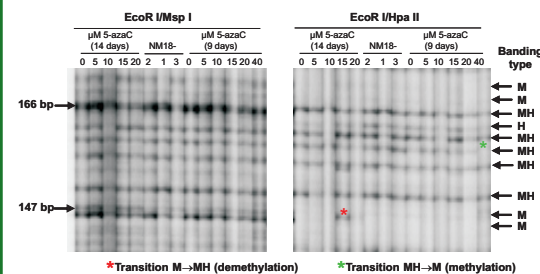 EcoR I/Msp I
EcoR I/Hpa II
µM 5-azaC
(14 days)
NM18-
µM 5-azaC
(9 days)
µM 5-azaC
(14 days)
NM18-
µM 5-azaC
(9 days)
Banding
type
0 5 10 15 20 2 1 3 0 5 10 15 20 40
0 5 10 15 20 2 1 3 0 5 10 15 20 40
M
M
166 bp
MH
H
MH
* MH
MH
MH
147 bp
* M
M
*Transition M→MH (demethylation)
*Transition MH→M (methylation)